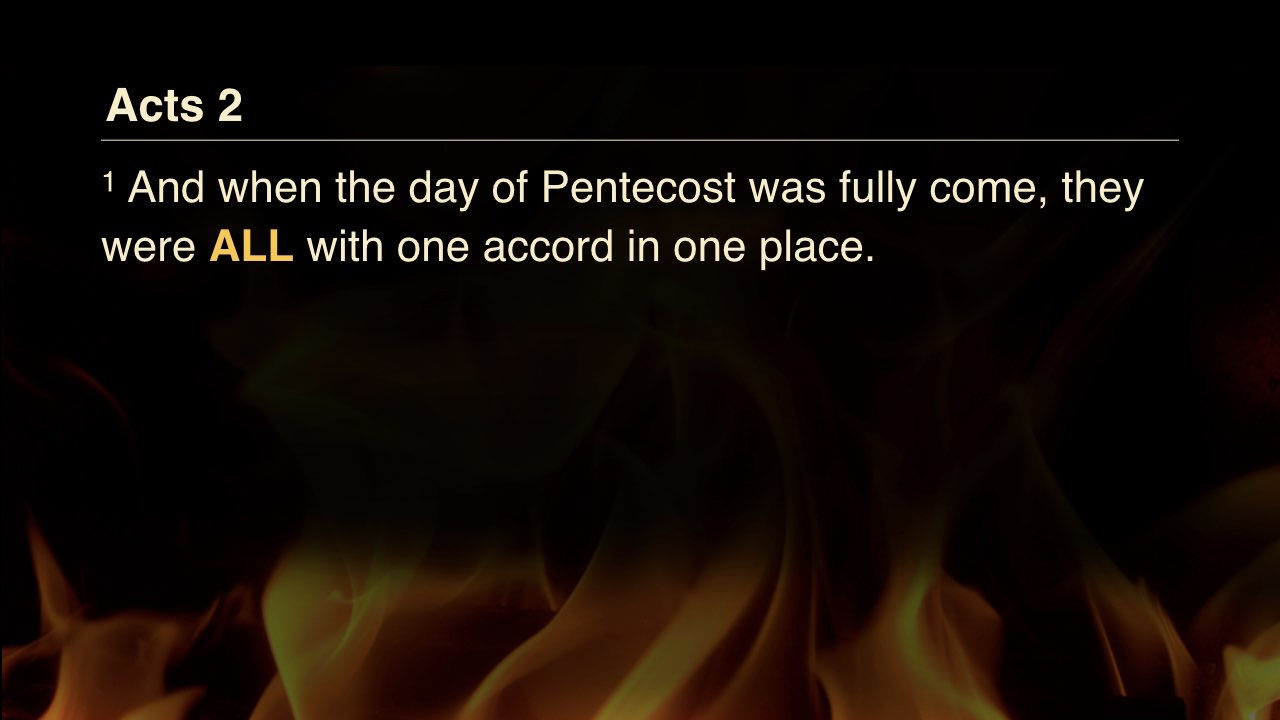 Acts 2
¹ And when the day of Pentecost was fully come, they
were ALL with one accord in one place.